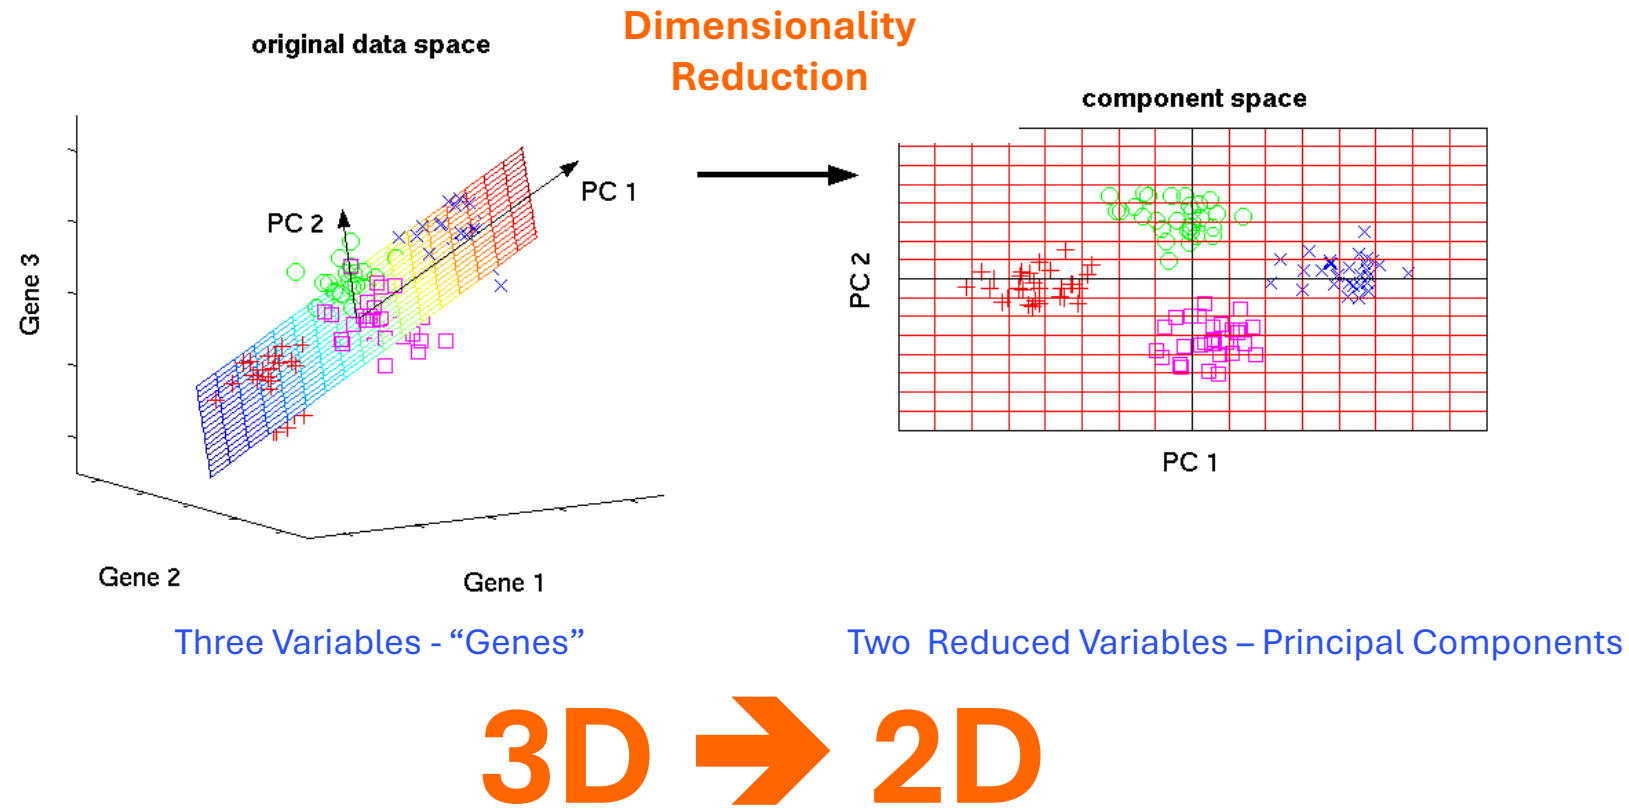 Dimensionality
Reduction
original data space
component space
PC 1
PC 2
Gene 3
Gene 2
Gene 1
PC 2
PC 1
Three Variables - “Genes”
Two  Reduced Variables – Principal Components
3D ➔ 2D